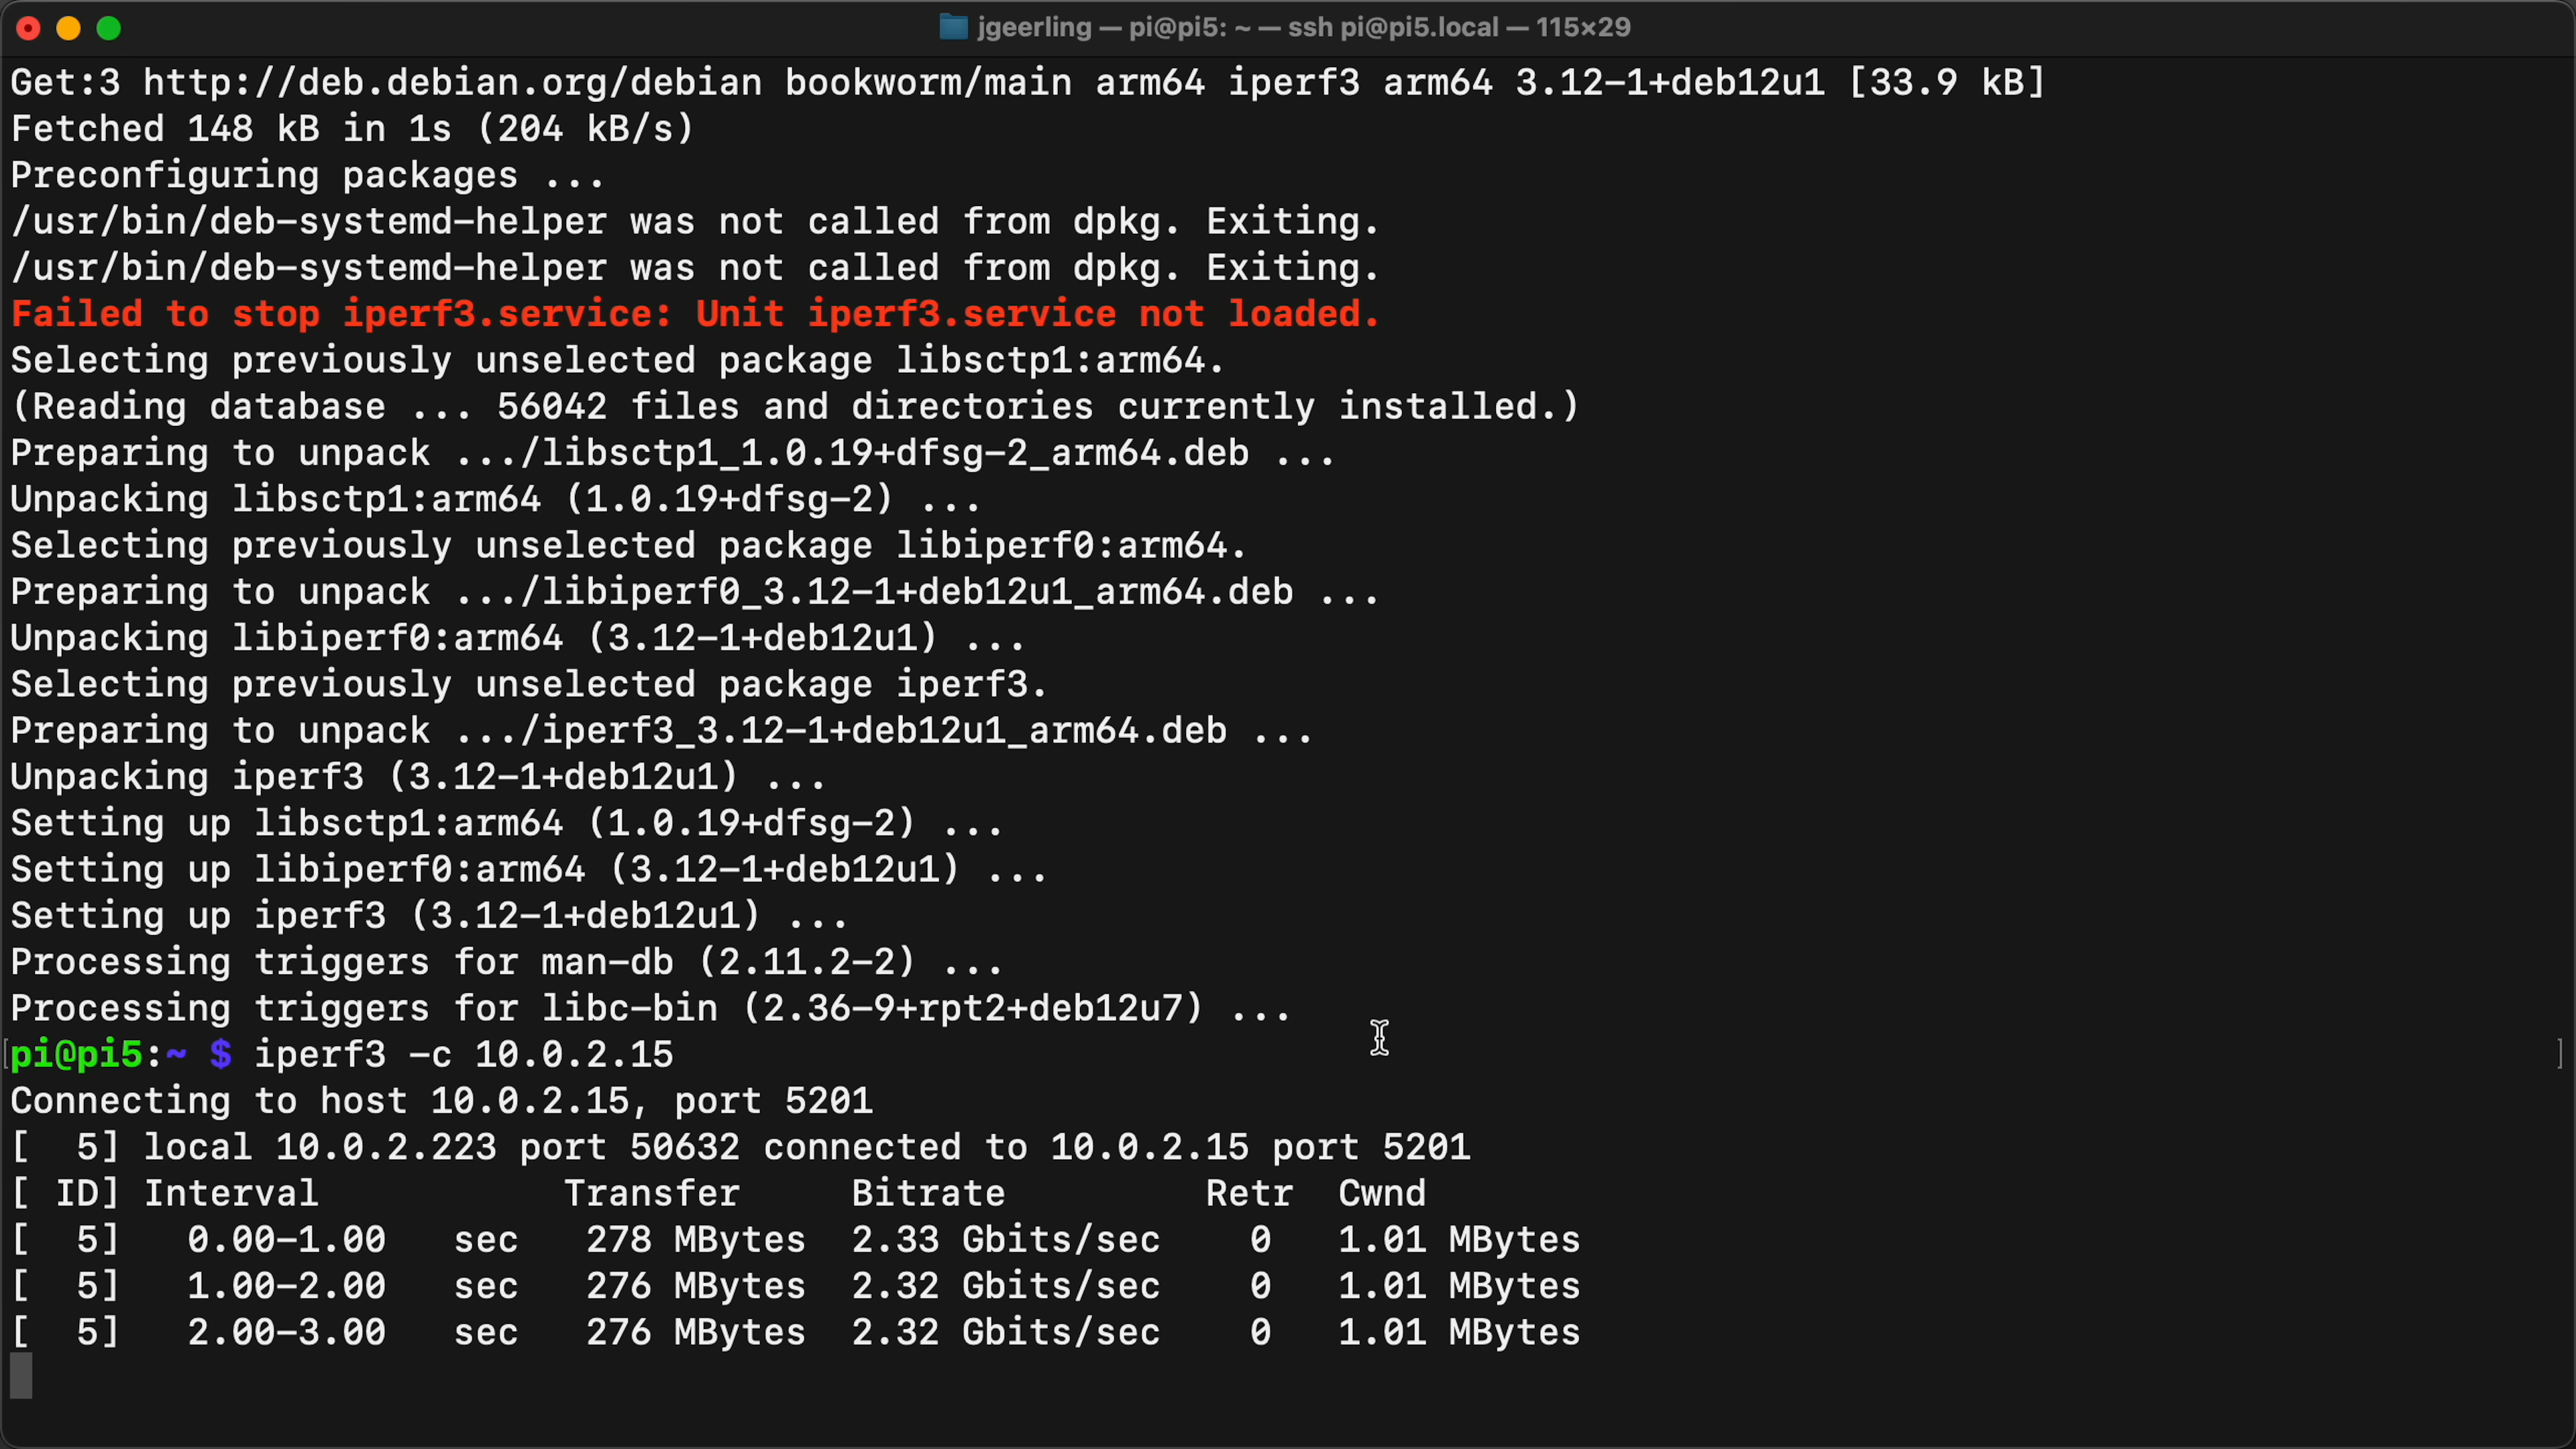 jgeerling — pi@pi5: ~ — ssh pi@pi5.local — 115×29
Get:3 http://deb.debian.org/debian bookworm/main arm64 iperf3 arm64 3.12-1+deb12u1 [33.9 kB]
Fetched 148 kB in 1s (204 kB/s)
Preconfiguring packages ...
/usr/bin/deb-systemd-helper was not called from dpkg. Exiting.
/usr/bin/deb-systemd-helper was not called from dpkg. Exiting.
Failed to stop iperf3.service: Unit iperf3.service not loaded.
Selecting previously unselected package libsctp1:arm64.
(Reading database ... 56042 files and directories currently installed.)
Preparing to unpack .../libsctp1_1.0.19+dfsg-2_arm64.deb ...
Unpacking libsctp1:arm64 (1.0.19+dfsg-2) ...
Selecting previously unselected package libiperf0:arm64.
Preparing to unpack .../libiperf0_3.12-1+deb12u1_arm64.deb ...
Unpacking libiperf0:arm64 (3.12-1+deb12u1) ...
Selecting previously unselected package iperf3.
Preparing to unpack .../iperf3_3.12-1+deb12u1_arm64.deb ...
Unpacking iperf3 (3.12-1+deb12u1) ...
Setting up libsctp1:arm64 (1.0.19+dfsg-2) ...
Setting up libiperf0:arm64 (3.12-1+deb12u1) ...
Setting up iperf3 (3.12-1+deb12u1) ...
Processing triggers for man-db (2.11.2-2) ...
Processing triggers for libc-bin (2.36-9+rpt2+deb12u7) ...
[pi@pi5:~ $ iperf3 -c 10.0.2.15 ]
Connecting to host 10.0.2.15, port 5201
[  5] local 10.0.2.223 port 50632 connected to 10.0.2.15 port 5201
[ ID] Interval           Transfer     Bitrate         Retr  Cwnd
[  5]   0.00-1.00   sec   278 MBytes  2.33 Gbits/sec    0   1.01 MBytes
[  5]   1.00-2.00   sec   276 MBytes  2.32 Gbits/sec    0   1.01 MBytes
[  5]   2.00-3.00   sec   276 MBytes  2.32 Gbits/sec    0   1.01 MBytes